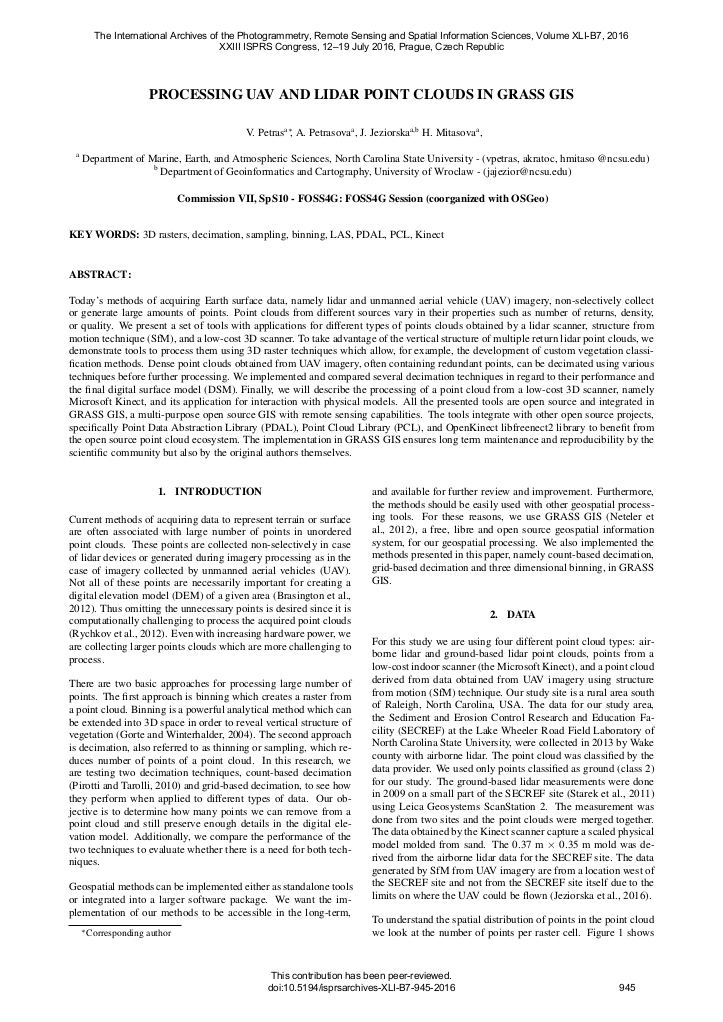 The International Archives of the Photogrammetry, Remote Sensing and Spatial Information Sciences, Volume XLI-B7, 2016
XXIII ISPRS Congress, 12–19 July 2016, Prague, Czech Republic
PROCESSING UAV AND LIDAR POINT CLOUDS IN GRASS GIS
V. Petrasᵃ*, A. Petrasovaᵃ, J. Jeziorskaᵃ,ᵇ H. Mitasovaᵃ,
ᵃ Department of Marine, Earth, and Atmospheric Sciences, North Carolina State University - (vpetras, akratoc, hmitaso @ncsu.edu)
ᵇ Department of Geoinformatics and Cartography, University of Wroclaw - (jajezior@ncsu.edu)
Commission VII, SpS10 - FOSS4G: FOSS4G Session (coorganized with OSGeo)
KEY WORDS: 3D rasters, decimation, sampling, binning, LAS, PDAL, PCL, Kinect
ABSTRACT:
Today's methods of acquiring Earth surface data, namely lidar and unmanned aerial vehicle (UAV) imagery, non-selectively collect
or generate large amounts of points. Point clouds from different sources vary in their properties such as number of returns, density,
or quality. We present a set of tools with applications for different types of points clouds obtained by a lidar scanner, structure from
motion technique (SfM), and a low-cost 3D scanner. To take advantage of the vertical structure of multiple return lidar point clouds, we
demonstrate tools to process them using 3D raster techniques which allow, for example, the development of custom vegetation classi-
fication methods. Dense point clouds obtained from UAV imagery, often containing redundant points, can be decimated using various
techniques before further processing. We implemented and compared several decimation techniques in regard to their performance and
the final digital surface model (DSM). Finally, we will describe the processing of a point cloud from a low-cost 3D scanner, namely
Microsoft Kinect, and its application for interaction with physical models. All the presented tools are open source and integrated in
GRASS GIS, a multi-purpose open source GIS with remote sensing capabilities. The tools integrate with other open source projects,
specifically Point Data Abstraction Library (PDAL), Point Cloud Library (PCL), and OpenKinect libfreenect2 library to benefit from
the open source point cloud ecosystem. The implementation in GRASS GIS ensures long term maintenance and reproducibility by the
scientific community but also by the original authors themselves.
1. INTRODUCTION
Current methods of acquiring data to represent terrain or surface
are often associated with large number of points in unordered
point clouds. These points are collected non-selectively in case
of lidar devices or generated during imagery processing as in the
case of imagery collected by unmanned aerial vehicles (UAV).
Not all of these points are necessarily important for creating a
digital elevation model (DEM) of a given area (Brasington et al.,
2012). Thus omitting the unnecessary points is desired since it is
computationally challenging to process the acquired point clouds
(Rychkov et al., 2012). Even with increasing hardware power, we
are collecting larger points clouds which are more challenging to
process.
There are two basic approaches for processing large number of
points. The first approach is binning which creates a raster from
a point cloud. Binning is a powerful analytical method which can
be extended into 3D space in order to reveal vertical structure of
vegetation (Gorte and Winterhalder, 2004). The second approach
is decimation, also referred to as thinning or sampling, which re-
duces number of points of a point cloud. In this research, we
are testing two decimation techniques, count-based decimation
(Pirotti and Tarolli, 2010) and grid-based decimation, to see how
they perform when applied to different types of data. Our ob-
jective is to determine how many points we can remove from a
point cloud and still preserve enough details in the digital ele-
vation model. Additionally, we compare the performance of the
two techniques to evaluate whether there is a need for both tech-
niques.
Geospatial methods can be implemented either as standalone tools
or integrated into a larger software package. We want the im-
plementation of our methods to be accessible in the long-term,
*Corresponding author
and available for further review and improvement. Furthermore,
the methods should be easily used with other geospatial process-
ing tools. For these reasons, we use GRASS GIS (Neteler et
al., 2012), a free, libre and open source geospatial information
system, for our geospatial processing. We also implemented the
methods presented in this paper, namely count-based decimation,
grid-based decimation and three dimensional binning, in GRASS
GIS.
2. DATA
For this study we are using four different point cloud types: air-
borne lidar and ground-based lidar point clouds, points from a
low-cost indoor scanner (the Microsoft Kinect), and a point cloud
derived from data obtained from UAV imagery using structure
from motion (SfM) technique. Our study site is a rural area south
of Raleigh, North Carolina, USA. The data for our study area,
the Sediment and Erosion Control Research and Education Fa-
cility (SECREF) at the Lake Wheeler Road Field Laboratory of
North Carolina State University, were collected in 2013 by Wake
county with airborne lidar. The point cloud was classified by the
data provider. We used only points classified as ground (class 2)
for our study. The ground-based lidar measurements were done
in 2009 on a small part of the SECREF site (Starek et al., 2011)
using Leica Geosystems ScanStation 2. The measurement was
done from two sites and the point clouds were merged together.
The data obtained by the Kinect scanner capture a scaled physical
model molded from sand. The 0.37 m × 0.35 m mold was de-
rived from the airborne lidar data for the SECREF site. The data
generated by SfM from UAV imagery are from a location west of
the SECREF site and not from the SECREF site itself due to the
limits on where the UAV could be flown (Jeziorska et al., 2016).
To understand the spatial distribution of points in the point cloud
we look at the number of points per raster cell. Figure 1 shows
This contribution has been peer-reviewed.
doi:10.5194/isprsarchives-XLI-B7-945-2016
945